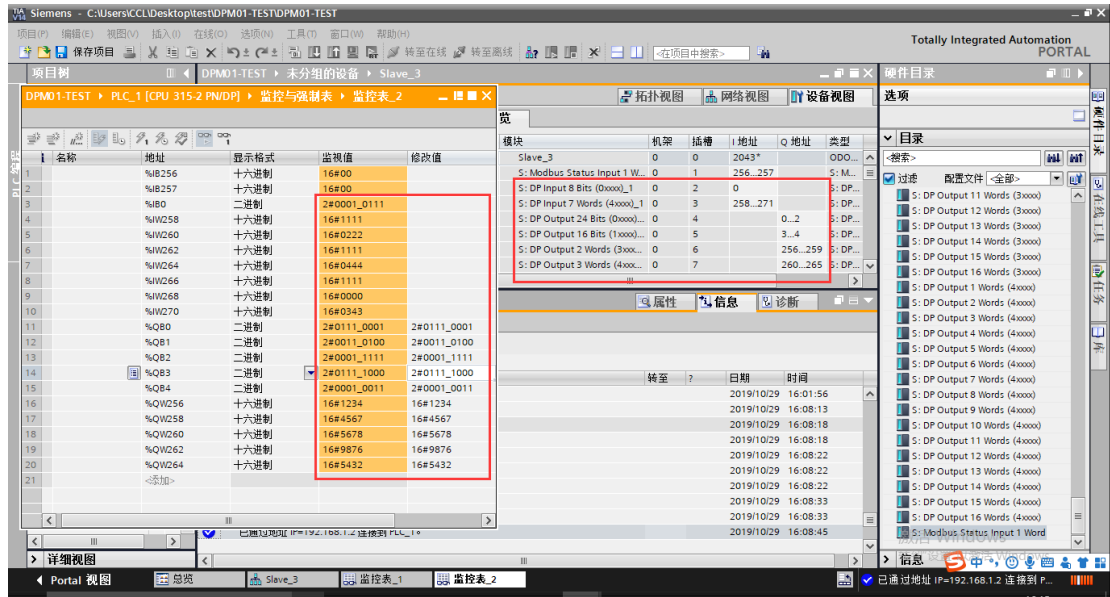 Siemens - C:\Users\CCL\Desktop\test\DPM01-TEST\DPM01-TEST
项目(P) 编辑(E) 视图(V) 插入(I) 在线(O) 选项(N) 工具(T) 窗口(W) 帮助(H)
保存项目 转至在线 转至离线 <在项目中搜索>
Totally Integrated Automation
PORTAL
项目树
DPM01-TEST ▸ 未分组的设备 ▸ Slave_3
硬件目录
DPM01-TEST ▸ PLC_1 [CPU 315-2 PN/DP] ▸ 监控与强制表 ▸ 监控表_2
拓扑视图 网络视图 设备视图
选项
i 名称 地址 显示格式 监视值 修改值
1 %IB256 十六进制 16#00
2 %IB257 十六进制 16#00
3 %IB0 二进制 2#0001_0111
4 %IW258 十六进制 16#1111
5 %IW260 十六进制 16#0222
6 %IW262 十六进制 16#1111
7 %IW264 十六进制 16#0444
8 %IW266 十六进制 16#1111
9 %IW268 十六进制 16#0000
10 %IW270 十六进制 16#0343
11 %QB0 二进制 2#0111_0001 2#0111_0001
12 %QB1 二进制 2#0011_0100 2#0011_0100
13 %QB2 二进制 2#0001_1111 2#0001_1111
14 %QB3 二进制 2#0111_1000 2#0111_1000
15 %QB4 二进制 2#0001_0011 2#0001_0011
16 %QW256 十六进制 16#1234 16#1234
17 %QW258 十六进制 16#4567 16#4567
18 %QW260 十六进制 16#5678 16#5678
19 %QW262 十六进制 16#9876 16#9876
20 %QW264 十六进制 16#5432 16#5432
21 <添加>
览
模块 机架 插槽 I 地址 Q 地址 类型
Slave_3 0 0 2043* ODO...
S: Modbus Status Input 1 W... 0 1 256...257 S: M...
S: DP Input 8 Bits (0xxxx)_1 0 2 0 S: DP...
S: DP Input 7 Words (4xxxx)_1 0 3 258...271 S: DP...
S: DP Output 24 Bits (0xxxx)... 0 4 0...2 S: DP...
S: DP Output 16 Bits (1xxxx)... 0 5 3...4 S: DP...
S: DP Output 2 Words (3xxx... 0 6 256...259 S: DP...
S: DP Output 3 Words (4xxx... 0 7 260...265 S: DP...
属性 信息 诊断
转至 ? 日期 时间
2019/10/29 16:01:56
2019/10/29 16:08:13
2019/10/29 16:08:18
2019/10/29 16:08:18
2019/10/29 16:08:22
2019/10/29 16:08:22
2019/10/29 16:08:22
2019/10/29 16:08:33
2019/10/29 16:08:33
2019/10/29 16:08:45
已通过地址 IP=192.168.1.2 连接到 PLC_1。
目录
<搜索>
过滤 配置文件 <全部>
S: DP Output 11 Words (3xxxx)
S: DP Output 12 Words (3xxxx)
S: DP Output 13 Words (3xxxx)
S: DP Output 14 Words (3xxxx)
S: DP Output 15 Words (3xxxx)
S: DP Output 16 Words (3xxxx)
S: DP Output 1 Words (4xxxx)
S: DP Output 2 Words (4xxxx)
S: DP Output 3 Words (4xxxx)
S: DP Output 4 Words (4xxxx)
S: DP Output 5 Words (4xxxx)
S: DP Output 6 Words (4xxxx)
S: DP Output 7 Words (4xxxx)
S: DP Output 8 Words (4xxxx)
S: DP Output 9 Words (4xxxx)
S: DP Output 10 Words (4xxxx)
S: DP Output 11 Words (4xxxx)
S: DP Output 12 Words (4xxxx)
S: DP Output 13 Words (4xxxx)
S: DP Output 14 Words (4xxxx)
S: DP Output 15 Words (4xxxx)
S: DP Output 16 Words (4xxxx)
S: Modbus Status Input 1 Word
硬件目录
在线工具
任务
库
详细视图
信息
中
Portal 视图 总览 Slave_3 监控表_1 监控表_2
已通过地址 IP=192.168.1.2 连接到 P...